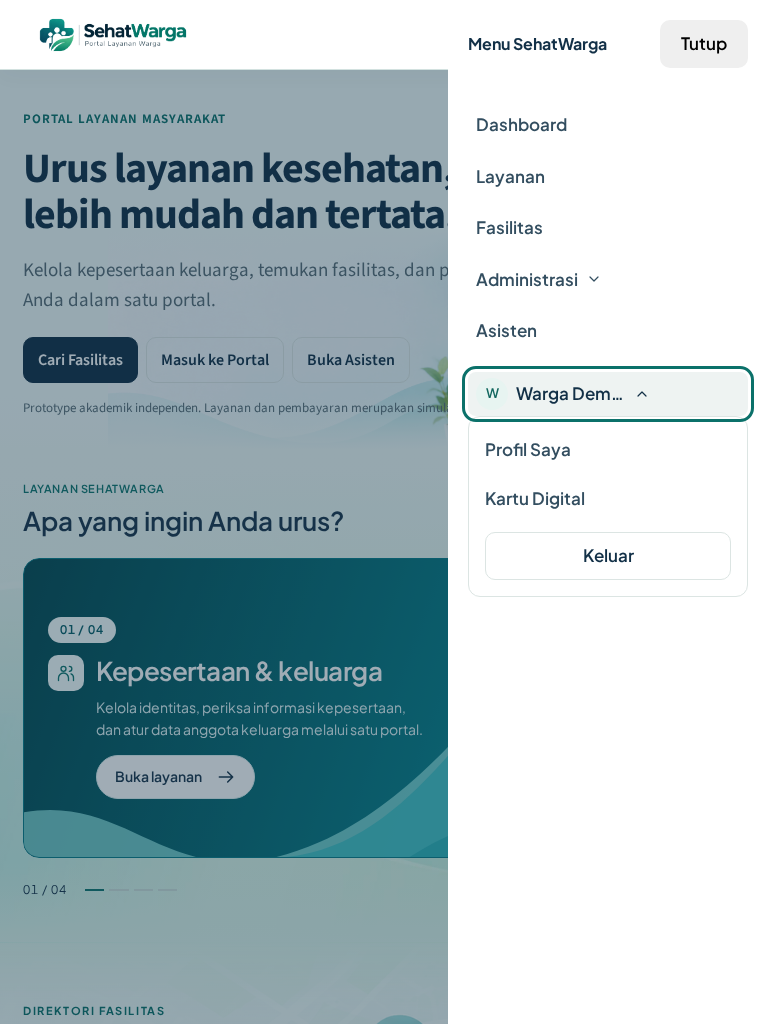 SehatWarga
Portal Layanan Warga
Menu SehatWarga
Tutup
PORTAL LAYANAN MASYARAKAT
Urus layanan kesehatan,
lebih mudah dan tertata.
Kelola kepesertaan keluarga, temukan fasilitas, dan p
Anda dalam satu portal.
Cari Fasilitas
Masuk ke Portal
Buka Asisten
Prototype akademik independen. Layanan dan pembayaran merupakan simul
LAYANAN SEHATWARGA
Apa yang ingin Anda urus?
01 / 04
Kepesertaan & keluarga
Kelola identitas, periksa informasi kepesertaan,
dan atur data anggota keluarga melalui satu portal.
Buka layanan
01 / 04
DIREKTORI FASILITAS
Dashboard
Layanan
Fasilitas
Administrasi
Asisten
W Warga Dem...
Profil Saya
Kartu Digital
Keluar